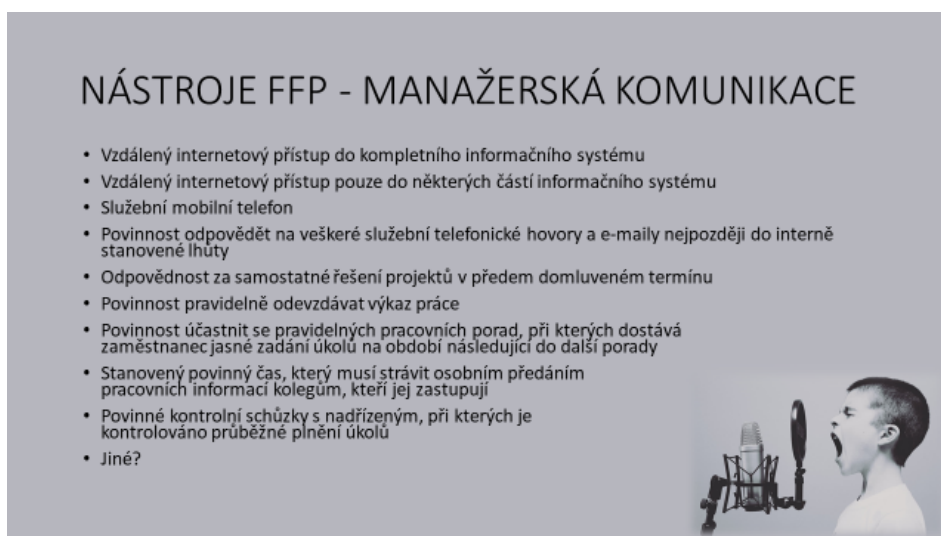 NÁSTROJE FFP - MANAŽERSKÁ KOMUNIKACE
• Vzdálený internetový přístup do kompletního informačního systému
• Vzdálený internetový přístup pouze do některých částí informačního systému
• Služební mobilní telefon
• Povinnost odpovědět na veškeré služební telefonické hovory a e-maily nejpozději do interně
stanovené lhůty
• Odpovědnost za samostatné řešení projektů v předem domluveném termínu
• Povinnost pravidelně odevzdávat výkaz práce
• Povinnost účastnit se pravidelných pracovních porad, při kterých dostává
zaměstnanec jasné zadání úkolů na období následující do další porady
• Stanovený povinný čas, který musí strávit osobním předáním
pracovních informací kolegům, kteří jej zastupují
• Povinné kontrolní schůzky s nadřízeným, při kterých je
kontrolováno průběžné plnění úkolů
• Jiné?